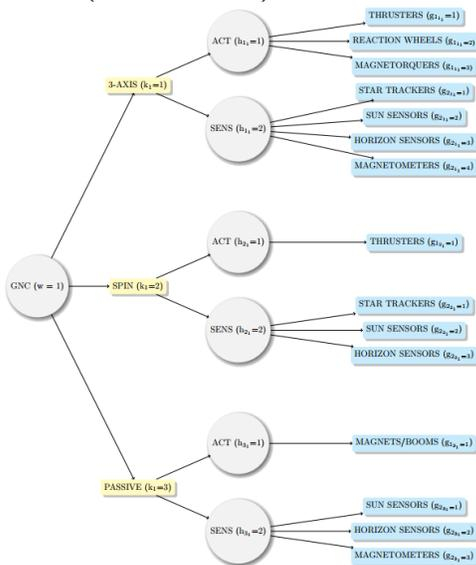 THRUSTERS (g₁₁₁=1)
ACT (h₁₁=1)
REACTION WHEELS (g₁₁₁=2)
MAGNETORQUERS (g₁₁₁=3)
3-AXIS (k₁=1)
STAR TRACKERS (g₂₁₁=1)
SUN SENSORS (g₂₁₁=2)
SENS (h₁₁=2)
HORIZON SENSORS (g₂₁₁=3)
MAGNETOMETERS (g₂₁₁=4)
ACT (h₂₁=1)
THRUSTERS (g₁₂₁=1)
GNC (w = 1)
SPIN (k₁=2)
STAR TRACKERS (g₂₂₁=1)
SENS (h₂₁=2)
SUN SENSORS (g₂₂₁=2)
HORIZON SENSORS (g₂₂₁=3)
ACT (h₃₁=1)
MAGNETS/BOOMS (g₁₃₁=1)
PASSIVE (k₁=3)
SUN SENSORS (g₂₃₁=1)
SENS (h₃₁=2)
HORIZON SENSORS (g₂₃₁=2)
MAGNETOMETERS (g₂₃₁=3)